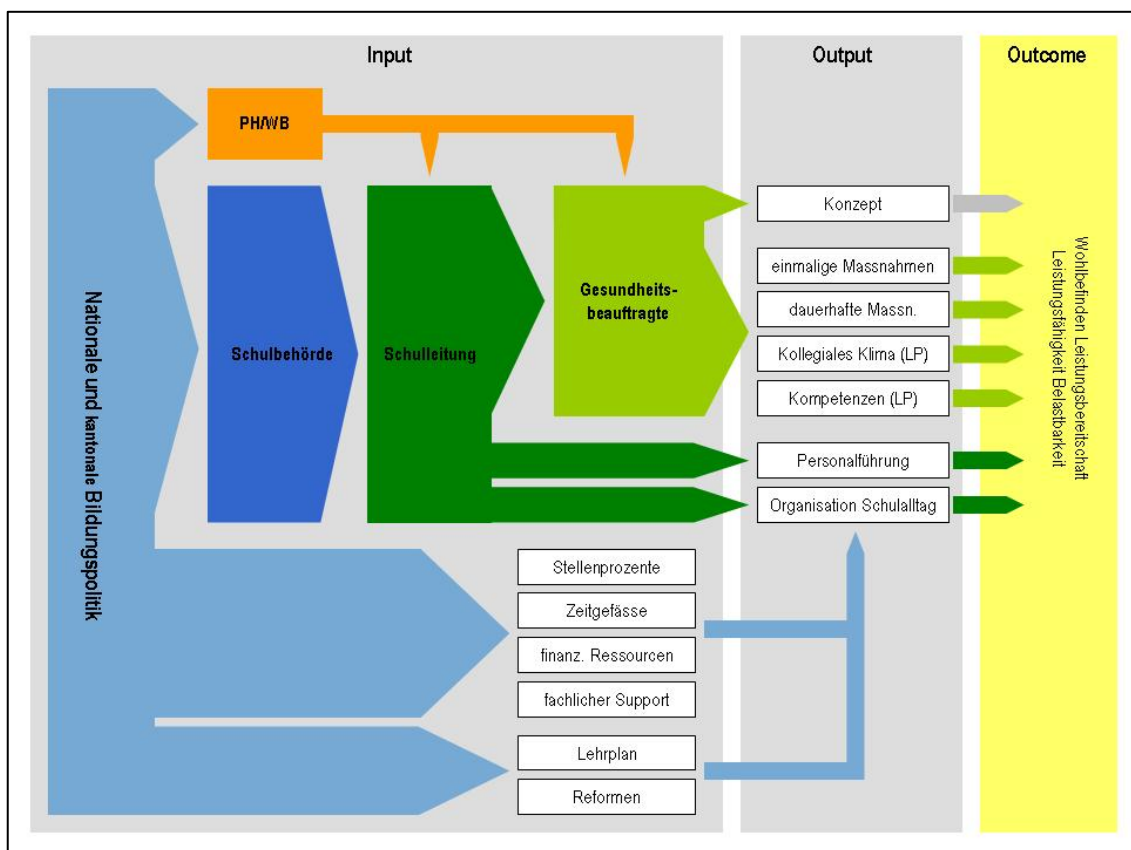 Input
Output
Outcome
PH/WB
Nationale und kantonale Bildungspolitik
Schulbehörde
Schulleitung
Gesundheits-
beauftragte
Konzept
einmalige Massnahmen
dauerhafte Massn.
Kollegiales Klima (LP)
Kompetenzen (LP)
Personalführung
Organisation Schulalltag
Wohlbefinden Leistungsbereitschaft
Leistungsfähigkeit Belastbarkeit
Stellenprozente
Zeitgefässe
finanz. Ressourcen
fachlicher Support
Lehrplan
Reformen